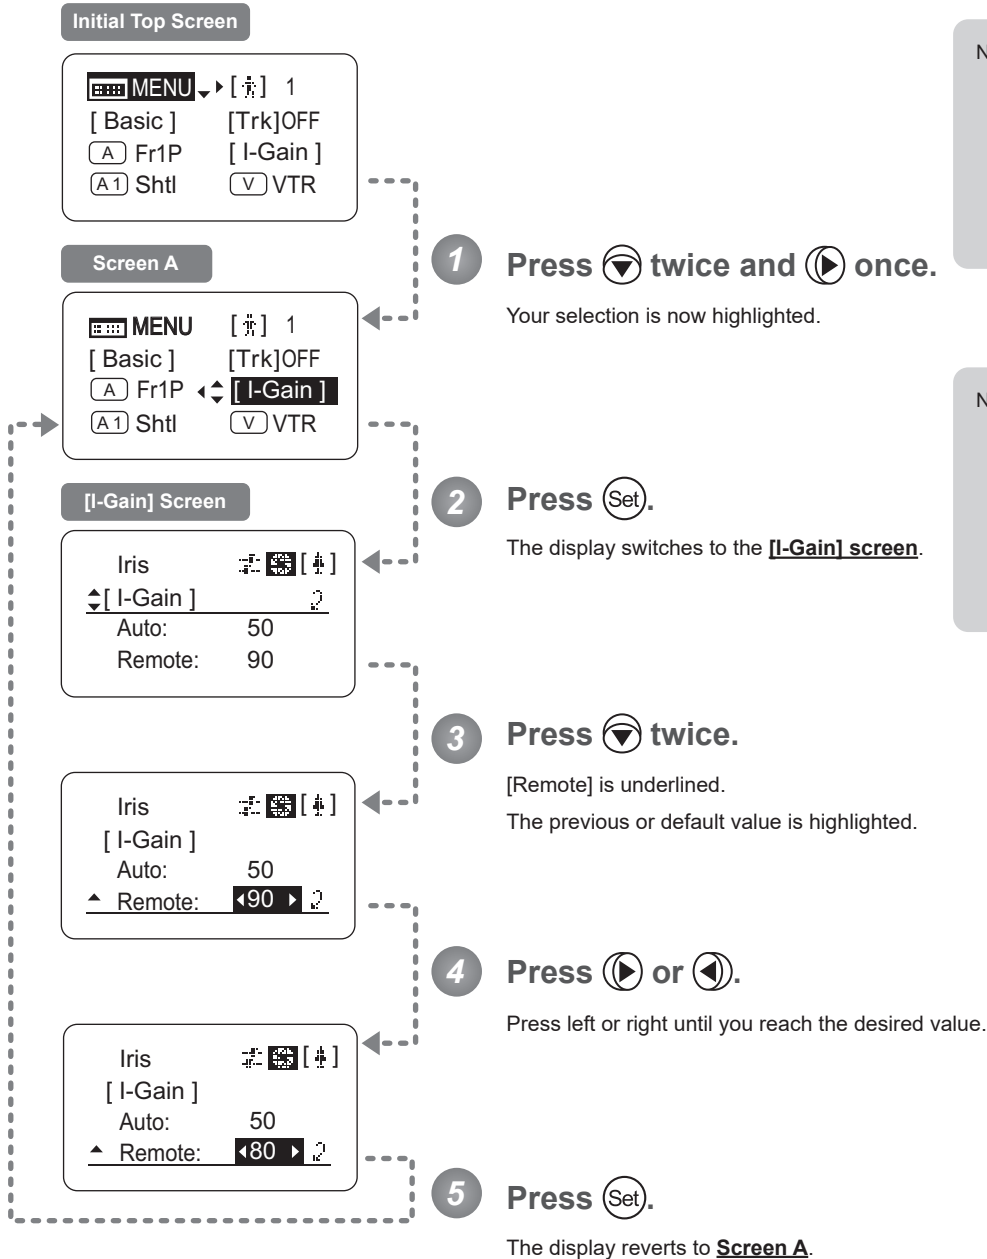 Initial Top Screen
MENU [ ] 1
[ Basic ] [Trk]OFF
A Fr1P [ I-Gain ]
A1 Shtl V VTR
1 Press twice and once.
Your selection is now highlighted.
Screen A
MENU [ ] 1
[ Basic ] [Trk]OFF
A Fr1P [ I-Gain ]
A1 Shtl V VTR
2 Press Set.
The display switches to the [I-Gain] screen.
[I-Gain] Screen
Iris [ ]
[ I-Gain ]
Auto: 50
Remote: 90
3 Press twice.
[Remote] is underlined.
The previous or default value is highlighted.
Iris [ ]
[ I-Gain ]
Auto: 50
Remote: 90
4 Press or .
Press left or right until you reach the desired value.
Iris [ ]
[ I-Gain ]
Auto: 50
Remote: 80
5 Press Set.
The display reverts to Screen A.